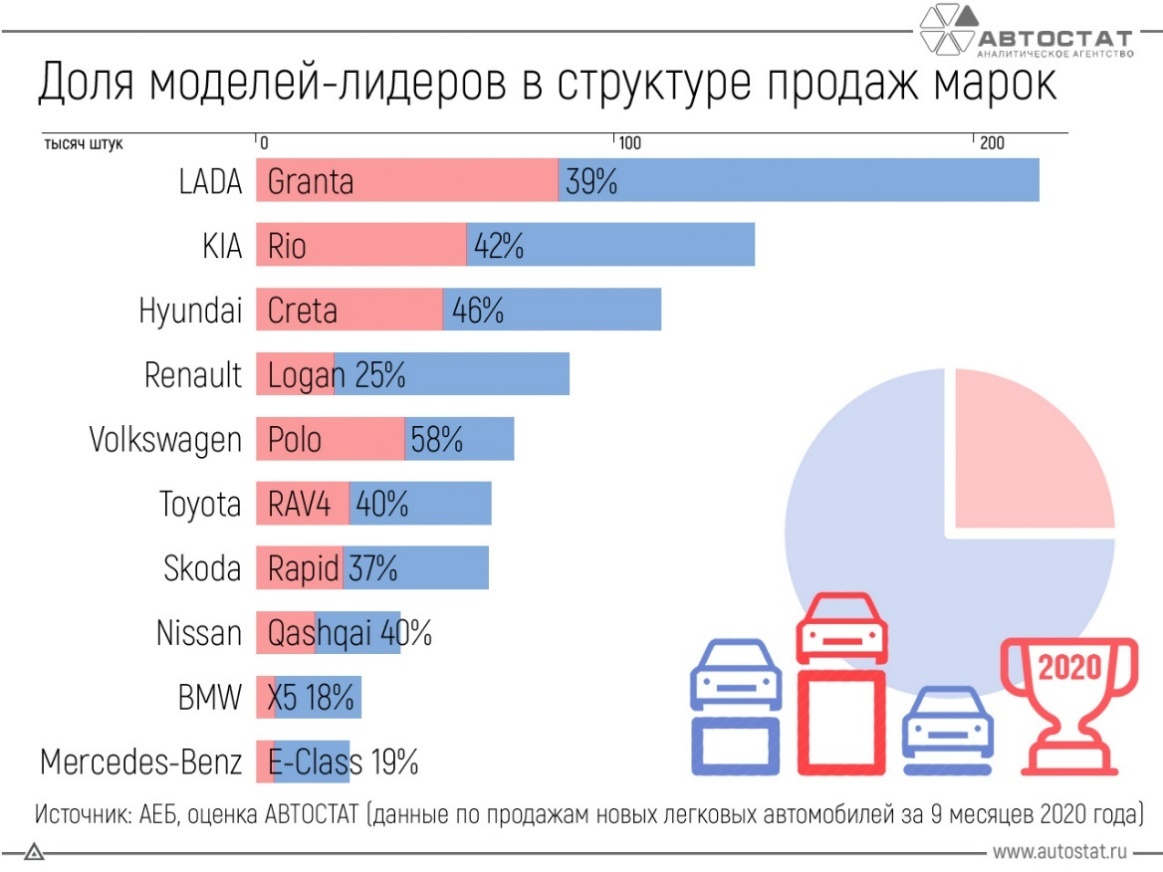 АВТОСТАТ
АНАЛИТИЧЕСКОЕ АГЕНТСТВО
Доля моделей-лидеров в структуре продаж марок
тысяч штук 0 100 200
LADA Granta 39%
KIA Rio 42%
Hyundai Creta 46%
Renault Logan 25%
Volkswagen Polo 58%
Toyota RAV4 40%
Skoda Rapid 37%
Nissan Qashqai 40%
BMW X5 18%
Mercedes-Benz E-Class 19%
2020
Источник: АЕБ, оценка АВТОСТАТ (данные по продажам новых легковых автомобилей за 9 месяцев 2020 года)
www.autostat.ru